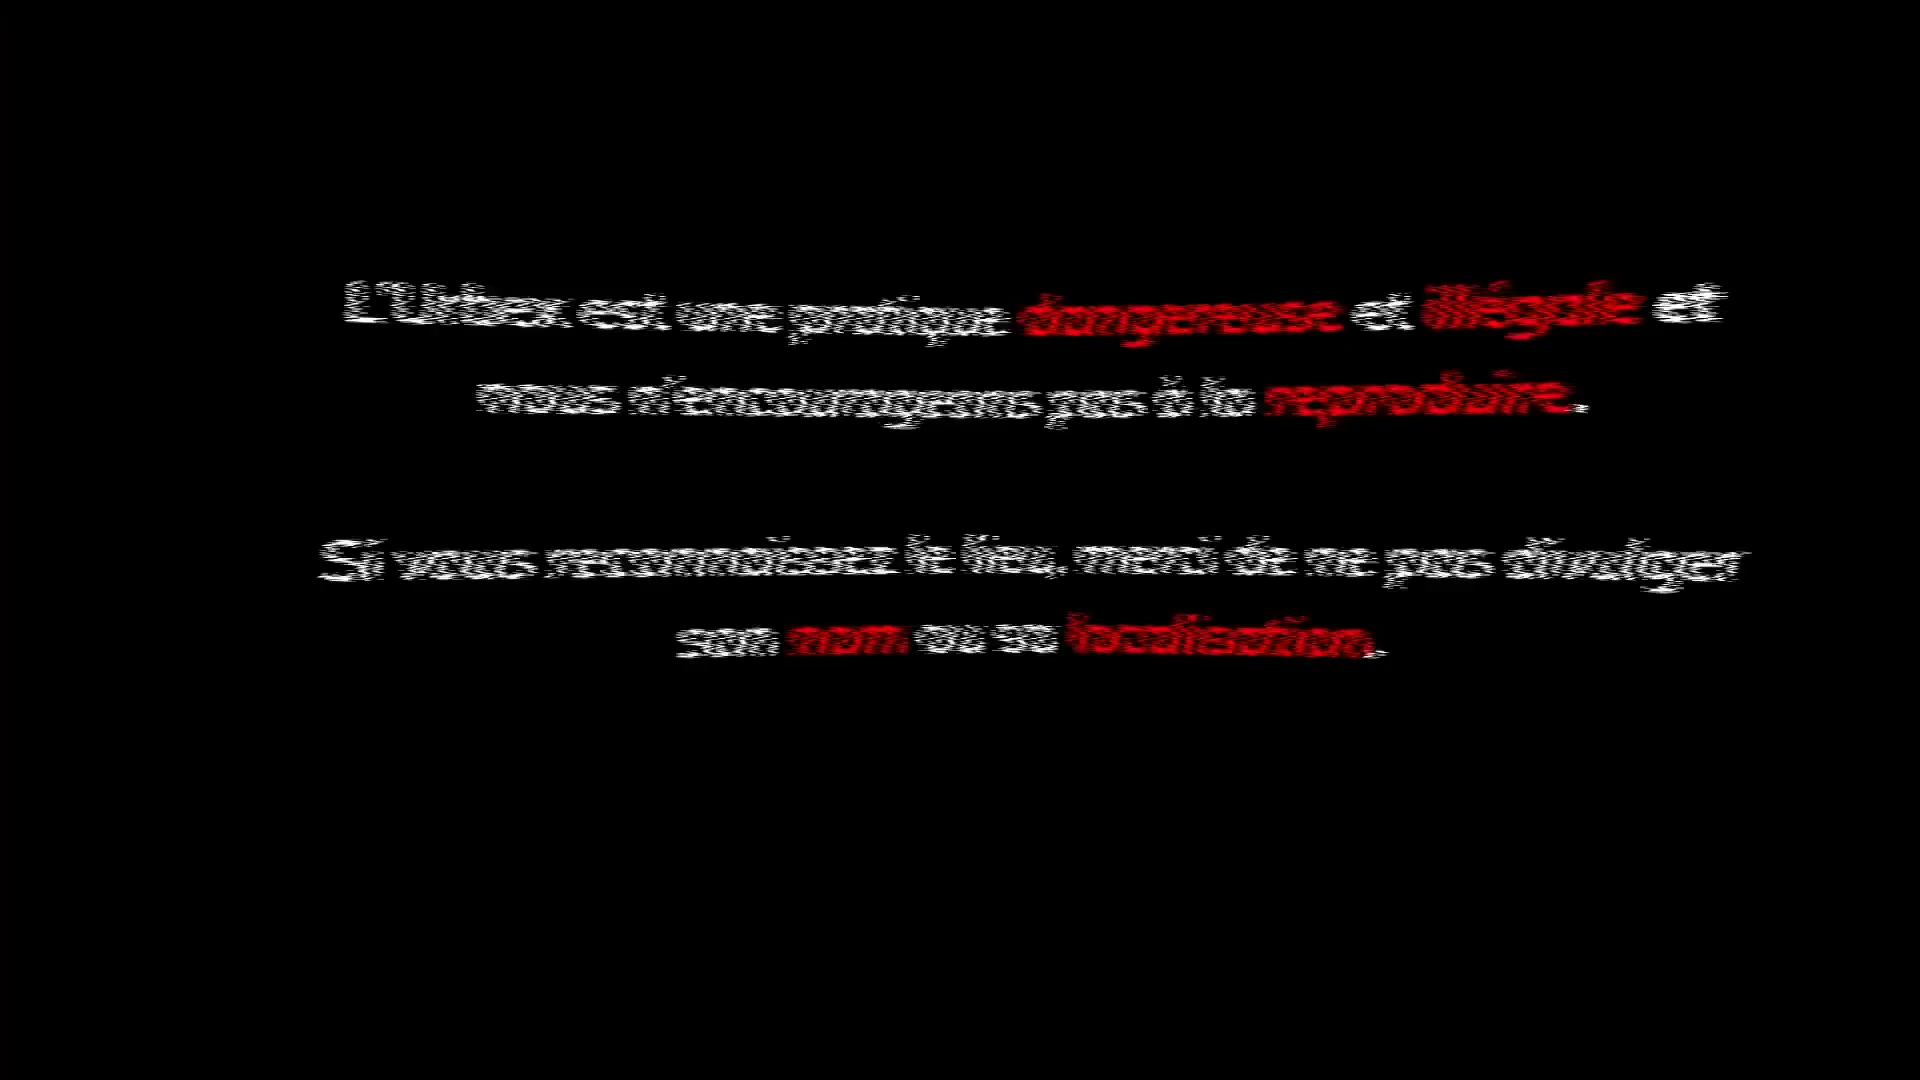 L'Urbex est une pratique dangereuse et illégale et
nous n'encourageons pas à la reproduire.
Si vous reconnaissez le lieu, merci de ne pas divulger
son nom ou sa localisation.